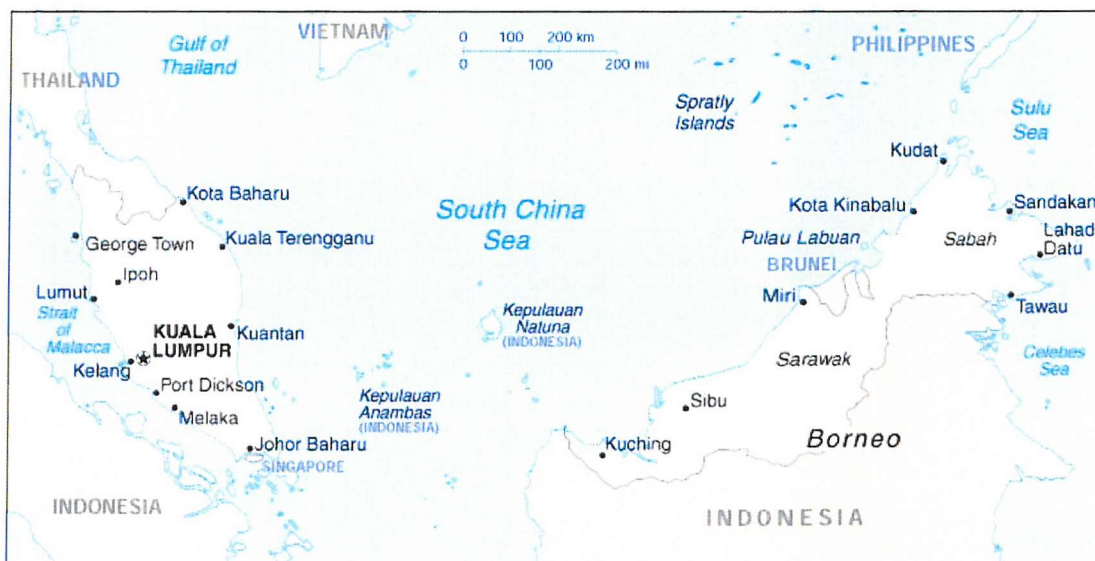 VIETNAM
0 100 200 km
0 100 200 mi
PHILIPPINES
Gulf of
Thailand
THAILAND
Spratly
Islands
Sulu
Sea
Kudat
Kota Baharu
South China
Sea
Kota Kinabalu
Sandakan
George Town
Kuala Terengganu
Pulau Labuan
Sabah
Lahad
Datu
BRUNEI
Ipoh
Lumut
Miri
Tawau
Strait
of
Malacca
KUALA
LUMPUR
Kuantan
Kepulauan
Natuna
(INDONESIA)
Celebes
Sea
Kelang
Sarawak
Port Dickson
Melaka
Kepulauan
Anambas
(INDONESIA)
Sibu
Johor Baharu
SINGAPORE
Kuching
Borneo
INDONESIA
INDONESIA